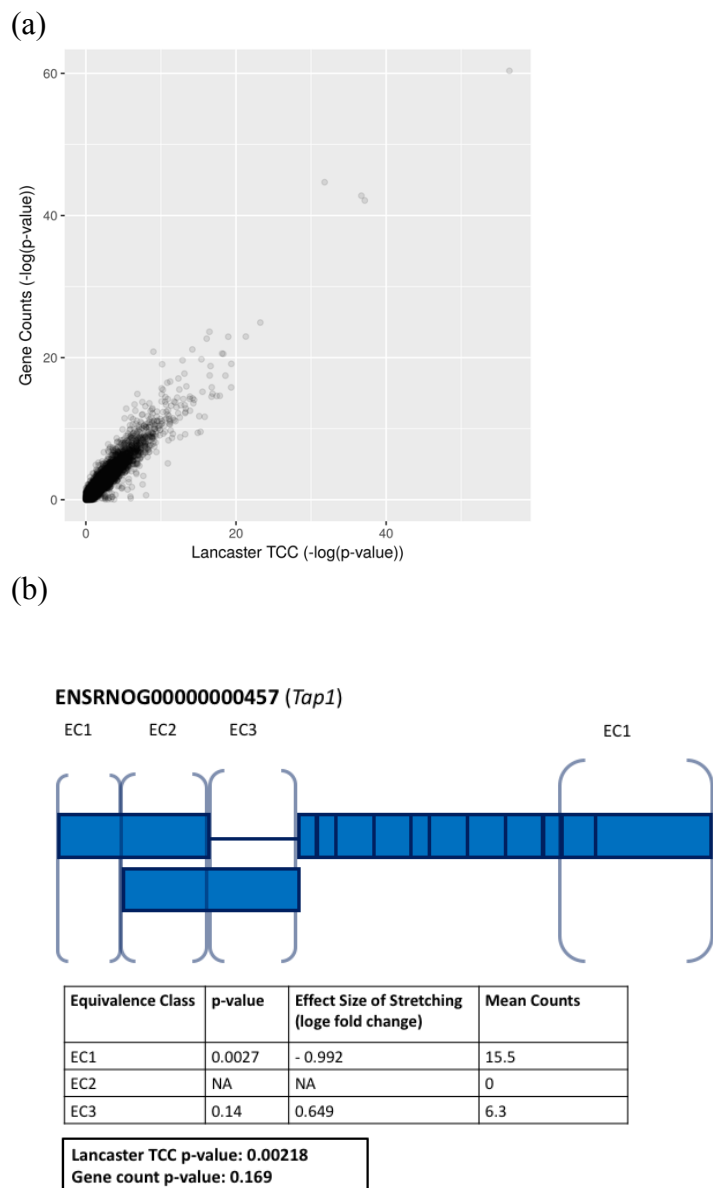 (a)
60
40
20
0
Gene Counts (-log(p-value))
0 20 40
Lancaster TCC (-log(p-value))
(b)
ENSRNOG00000000457 (Tap1)
EC1 EC2 EC3 EC1
Equivalence Class p-value Effect Size of Stretching (loge fold change) Mean Counts
EC1 0.0027 - 0.992 15.5
EC2 NA NA 0
EC3 0.14 0.649 6.3
Lancaster TCC p-value: 0.00218
Gene count p-value: 0.169